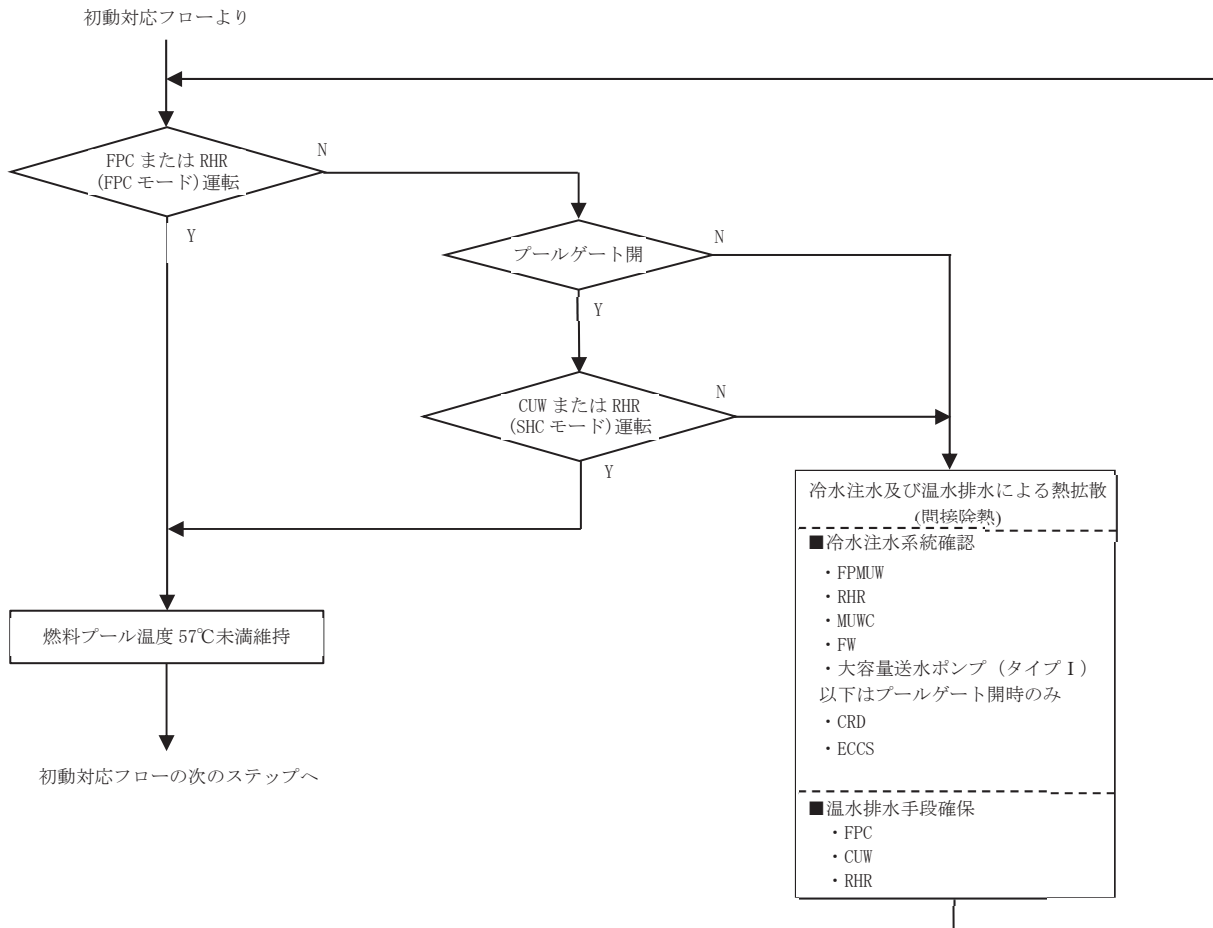 初動対応フローより
FPC または RHR
(FPC モード)運転
N
Y
プールゲート開
N
Y
CUW または RHR
(SHC モード)運転
N
Y
冷水注水及び温水排水による熱拡散
(間接除熱)
■冷水注水系統確認
・FPMUW
・RHR
・MUWC
・FW
・大容量送水ポンプ（タイプⅠ）
以下はプールゲート開時のみ
・CRD
・ECCS
■温水排水手段確保
・FPC
・CUW
・RHR
燃料プール温度 57℃未満維持
初動対応フローの次のステップへ